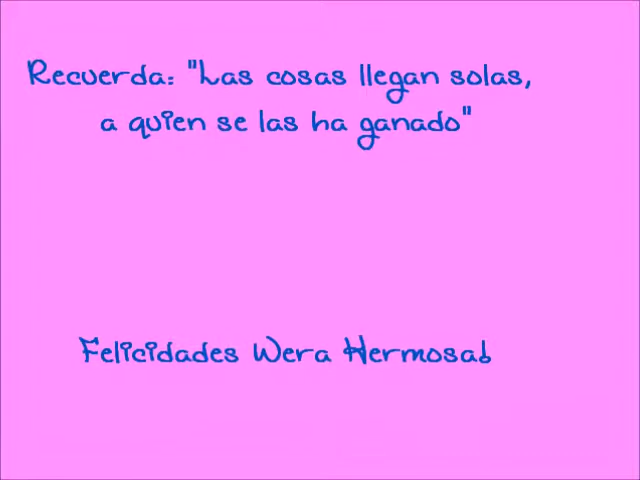 Recuerda: "Las cosas llegan solas,
a quien se las ha ganado"
Felicidades Wera Hermosa!